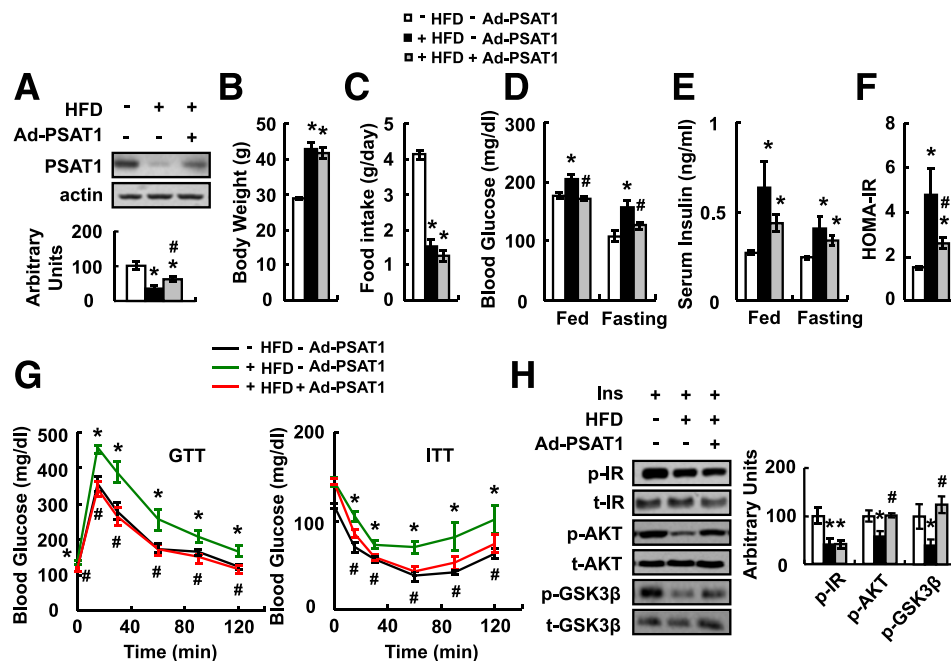 - HFD - Ad-PSAT1
+ HFD - Ad-PSAT1
+ HFD + Ad-PSAT1
A
HFD - + +
Ad-PSAT1 - - +
PSAT1
actin
Arbitrary Units
200
100
0
*
#
*
B
Body Weight (g)
50
40
30
20
10
0
* *
C
Food intake (g/day)
5
4
3
2
1
0
* *
D
Blood Glucose (mg/dl)
300
200
100
0
* # * #
Fed Fasting
E
Serum Insulin (ng/ml)
1
0.5
0
* * * *
Fed Fasting
F
HOMA-IR
8
6
4
2
0
*
#
*
- HFD - Ad-PSAT1
+ HFD - Ad-PSAT1
+ HFD + Ad-PSAT1
G
Blood Glucose (mg/dl)
500
400
300
200
100
0
GTT
* * * * * *
# # # # # #
0 40 80 120
Time (min)
Blood Glucose (mg/dl)
200
100
0
ITT
* * * * *
# # # # #
0 40 80 120
Time (min)
H
Ins + + +
HFD - + +
Ad-PSAT1 - - +
p-IR
t-IR
p-AKT
t-AKT
p-GSK3β
t-GSK3β
Arbitrary Units
200
100
0
** * # * #
p-IR
p-AKT
p-GSK3β